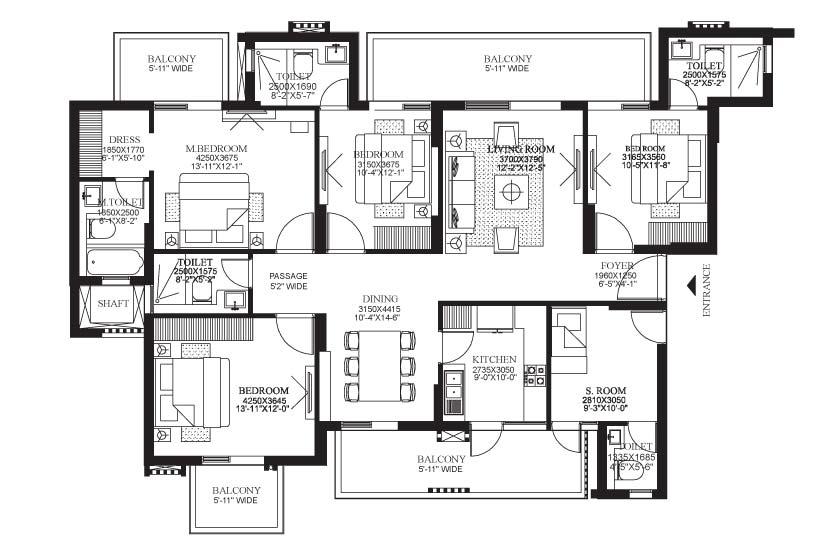 BALCONY
5'-11" WIDE
TOILET
2500X1690
8'-2"X5'-7"
BALCONY
5'-11" WIDE
TOILET
2500X1575
8'-2"X5'-2"
DRESS
1850X1770
6'-1"X5'-10"
M.BEDROOM
4250X3675
13'-11"X12'-1"
BEDROOM
3150X3675
10'-4"X12'-1"
LIVING ROOM
3700X3790
12'-2"X12'-5"
BED ROOM
3165X3560
10'-5"X11'-8"
M.TOILET
1850X2500
6'-1"X8'-2"
TOILET
2500X1575
8'-2"X5'-2"
PASSAGE
5'2" WIDE
FOYER
1960X1250
6'-5"X4'-1"
ENTRANCE
SHAFT
DINING
3150X4415
10'-4"X14-6"
KITCHEN
2735X3050
9'-0"X10'-0"
BEDROOM
4250X3645
13'-11"X12'-0"
S. ROOM
2810X3050
9'-3"X10'-0"
TOILET
1335X1685
4'-5"X5'-6"
BALCONY
5'-11" WIDE
BALCONY
5'-11" WIDE